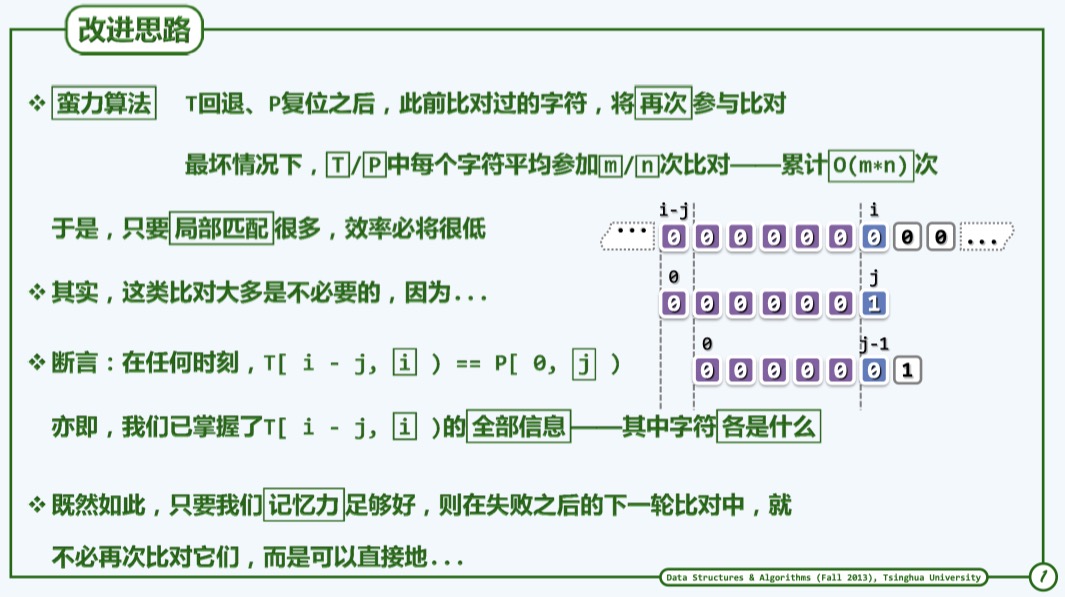 改进思路
❖ 蛮力算法 T回退、P复位之后，此前比对过的字符，将再次参与比对
最坏情况下，T/P中每个字符平均参加m/n次比对——累计O(m*n)次
于是，只要局部匹配很多，效率必将很低
i-j i
... 0 0 0 0 0 0 0 0 0 ...
❖ 其实，这类比对大多是不必要的，因为...
0 j
0 0 0 0 0 0 1
❖ 断言：在任何时刻，T[ i - j, i ) == P[ 0, j )
0 j-1
0 0 0 0 0 0 1
亦即，我们已掌握了T[ i - j, i )的全部信息——其中字符各是什么
❖ 既然如此，只要我们记忆力足够好，则在失败之后的下一轮比对中，就
不必再次比对它们，而是可以直接地...
Data Structures & Algorithms (Fall 2013), Tsinghua University 1